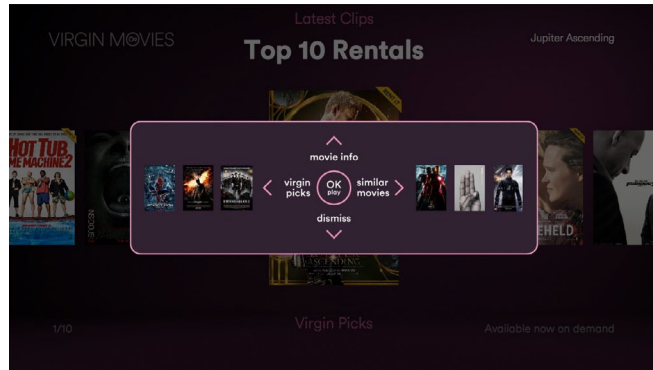 Latest Clips
VIRGIN MOVIES
Top 10 Rentals
Jupiter Ascending
HOT TUB
TIME MACHINE 2
movie info
virgin picks
OK
play
similar movies
dismiss
ASCENDING
1/10
Virgin Picks
Available now on demand